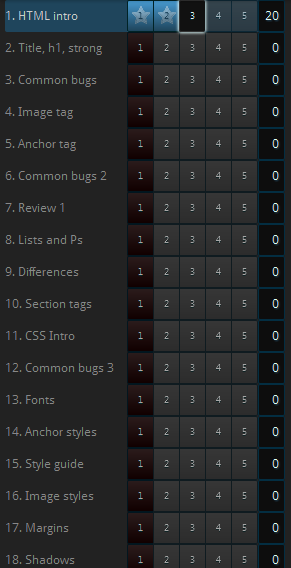 1. HTML intro 1 2 3 4 5 20
2. Title, h1, strong 1 2 3 4 5 0
3. Common bugs 1 2 3 4 5 0
4. Image tag 1 2 3 4 5 0
5. Anchor tag 1 2 3 4 5 0
6. Common bugs 2 1 2 3 4 5 0
7. Review 1 1 2 3 4 5 0
8. Lists and Ps 1 2 3 4 5 0
9. Differences 1 2 3 4 5 0
10. Section tags 1 2 3 4 5 0
11. CSS Intro 1 2 3 4 5 0
12. Common bugs 3 1 2 3 4 5 0
13. Fonts 1 2 3 4 5 0
14. Anchor styles 1 2 3 4 5 0
15. Style guide 1 2 3 4 5 0
16. Image styles 1 2 3 4 5 0
17. Margins 1 2 3 4 5 0
18. Shadows 1 2 3 4 5 0